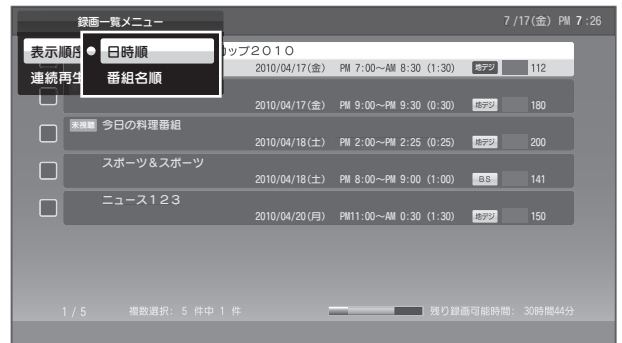 録画一覧メニュー
7/17(金) PM 7:26
表示順序 日時順
連続再生 番組名順
カップ2010
2010/04/17(金) PM 7:00～AM 8:30 (1:30) 地デジ 112
2010/04/17(金) PM 9:00～PM 9:30 (0:30) 地デジ 180
未視聴 今日の料理番組
2010/04/18(土) PM 2:00～PM 2:25 (0:25) 地デジ 200
スポーツ&スポーツ
2010/04/18(土) PM 8:00～PM 9:00 (1:00) BS 141
ニュース123
2010/04/20(月) PM11:00～AM 0:30 (1:30) 地デジ 150
1/5 複数選択: 5 件中 1 件 残り録画可能時間: 30時間44分